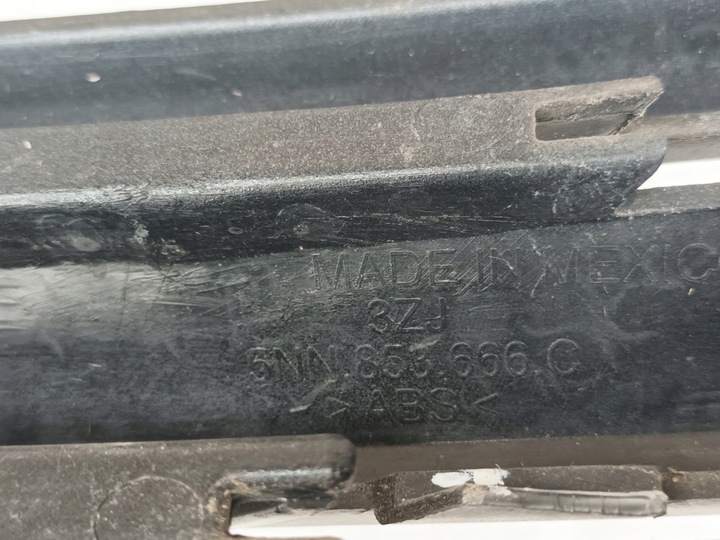 MADE IN MEXICO
3ZJ
5NN.853.666.C
>ABS<